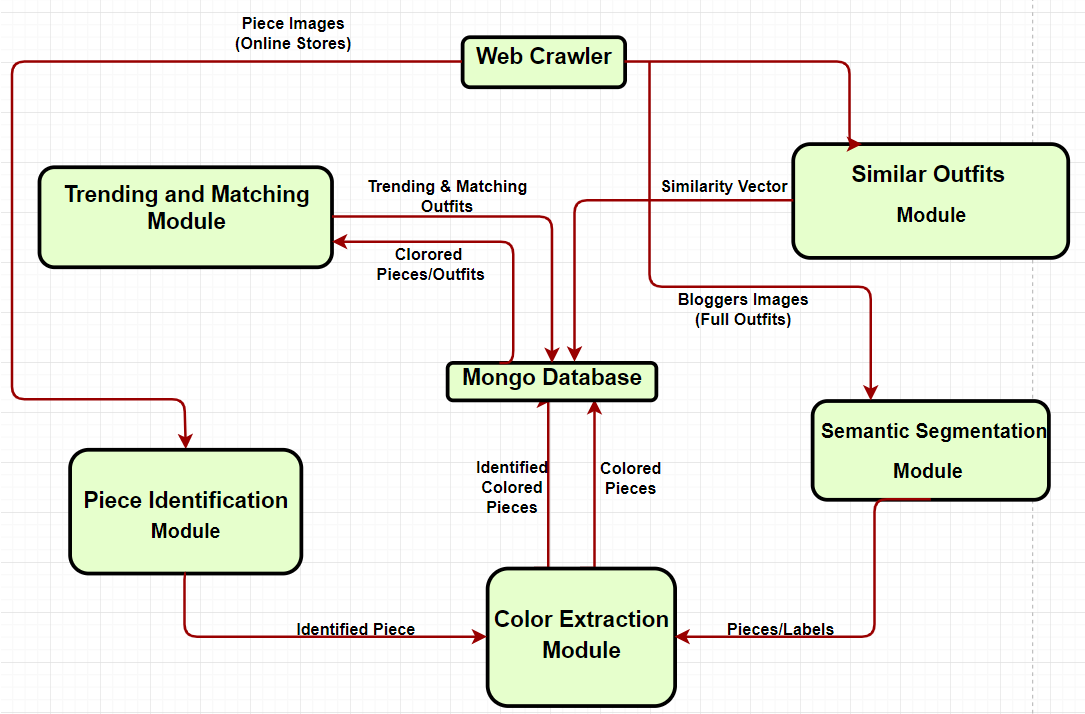 Piece Images
(Online Stores)
Web Crawler
Trending and Matching
Module
Trending & Matching
Outfits
Similarity Vector
Similar Outfits
Module
Clorored
Pieces/Outfits
Bloggers Images
(Full Outfits)
Mongo Database
Semantic Segmentation
Module
Piece Identification
Module
Identified
Colored
Pieces
Colored
Pieces
Identified Piece
Color Extraction
Module
Pieces/Labels